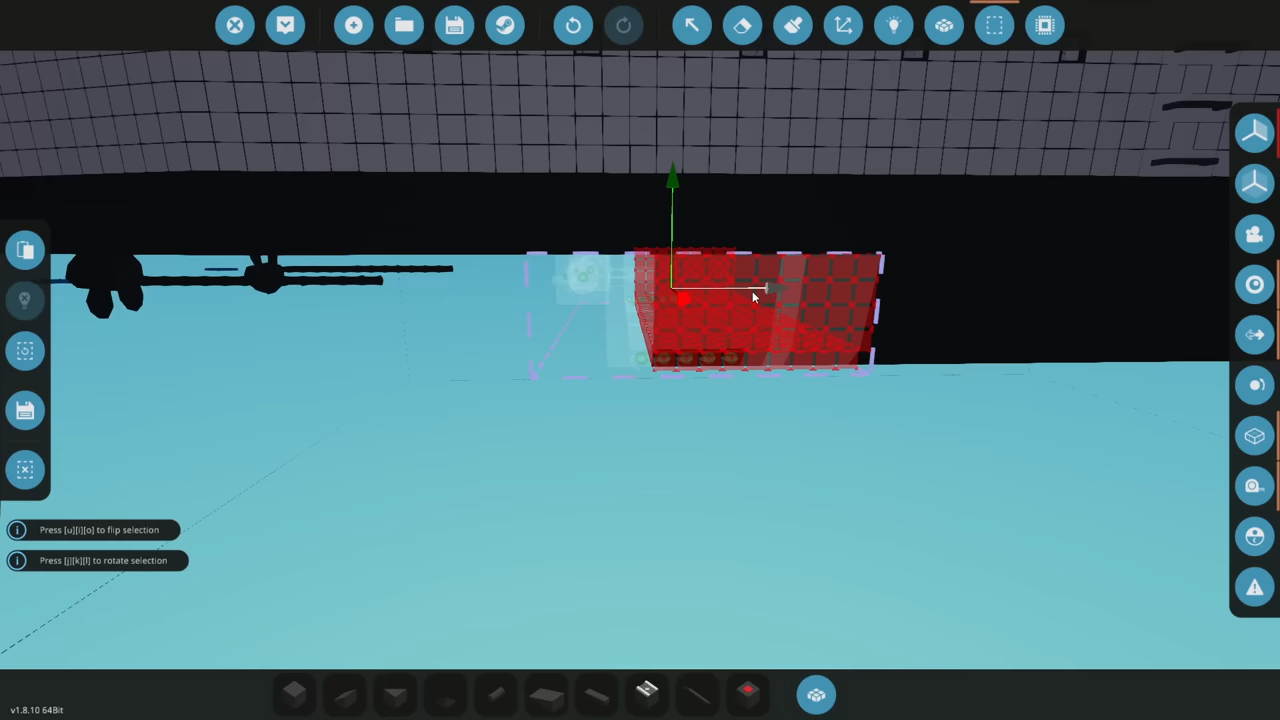 Press [u][i][o] to flip selection
Press [j][k][l] to rotate selection
v1.8.10 64Bit